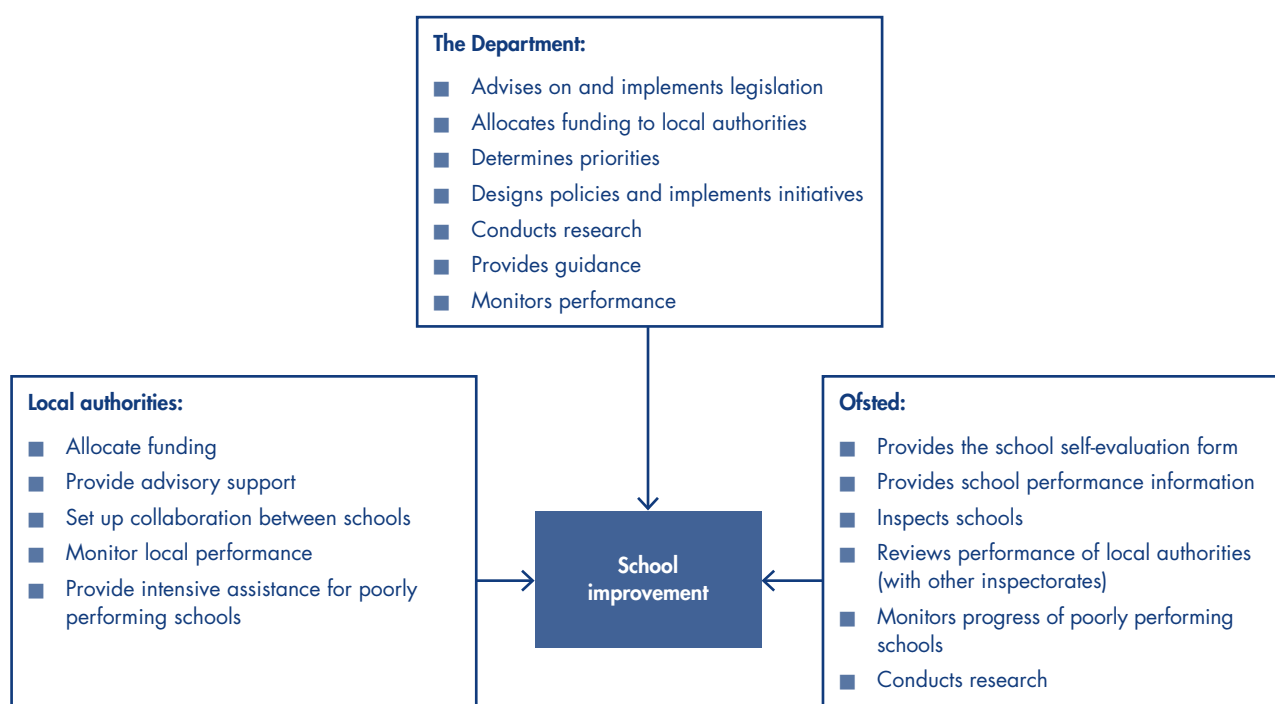 The Department:
Advises on and implements legislation
Allocates funding to local authorities
Determines priorities
Designs policies and implements initiatives
Conducts research
Provides guidance
Monitors performance
Local authorities:
Allocate funding
Provide advisory support
Set up collaboration between schools
Monitor local performance
Provide intensive assistance for poorly
performing schools
School
improvement
Ofsted:
Provides the school self-evaluation form
Provides school performance information
Inspects schools
Reviews performance of local authorities
(with other inspectorates)
Monitors progress of poorly performing
schools
Conducts research